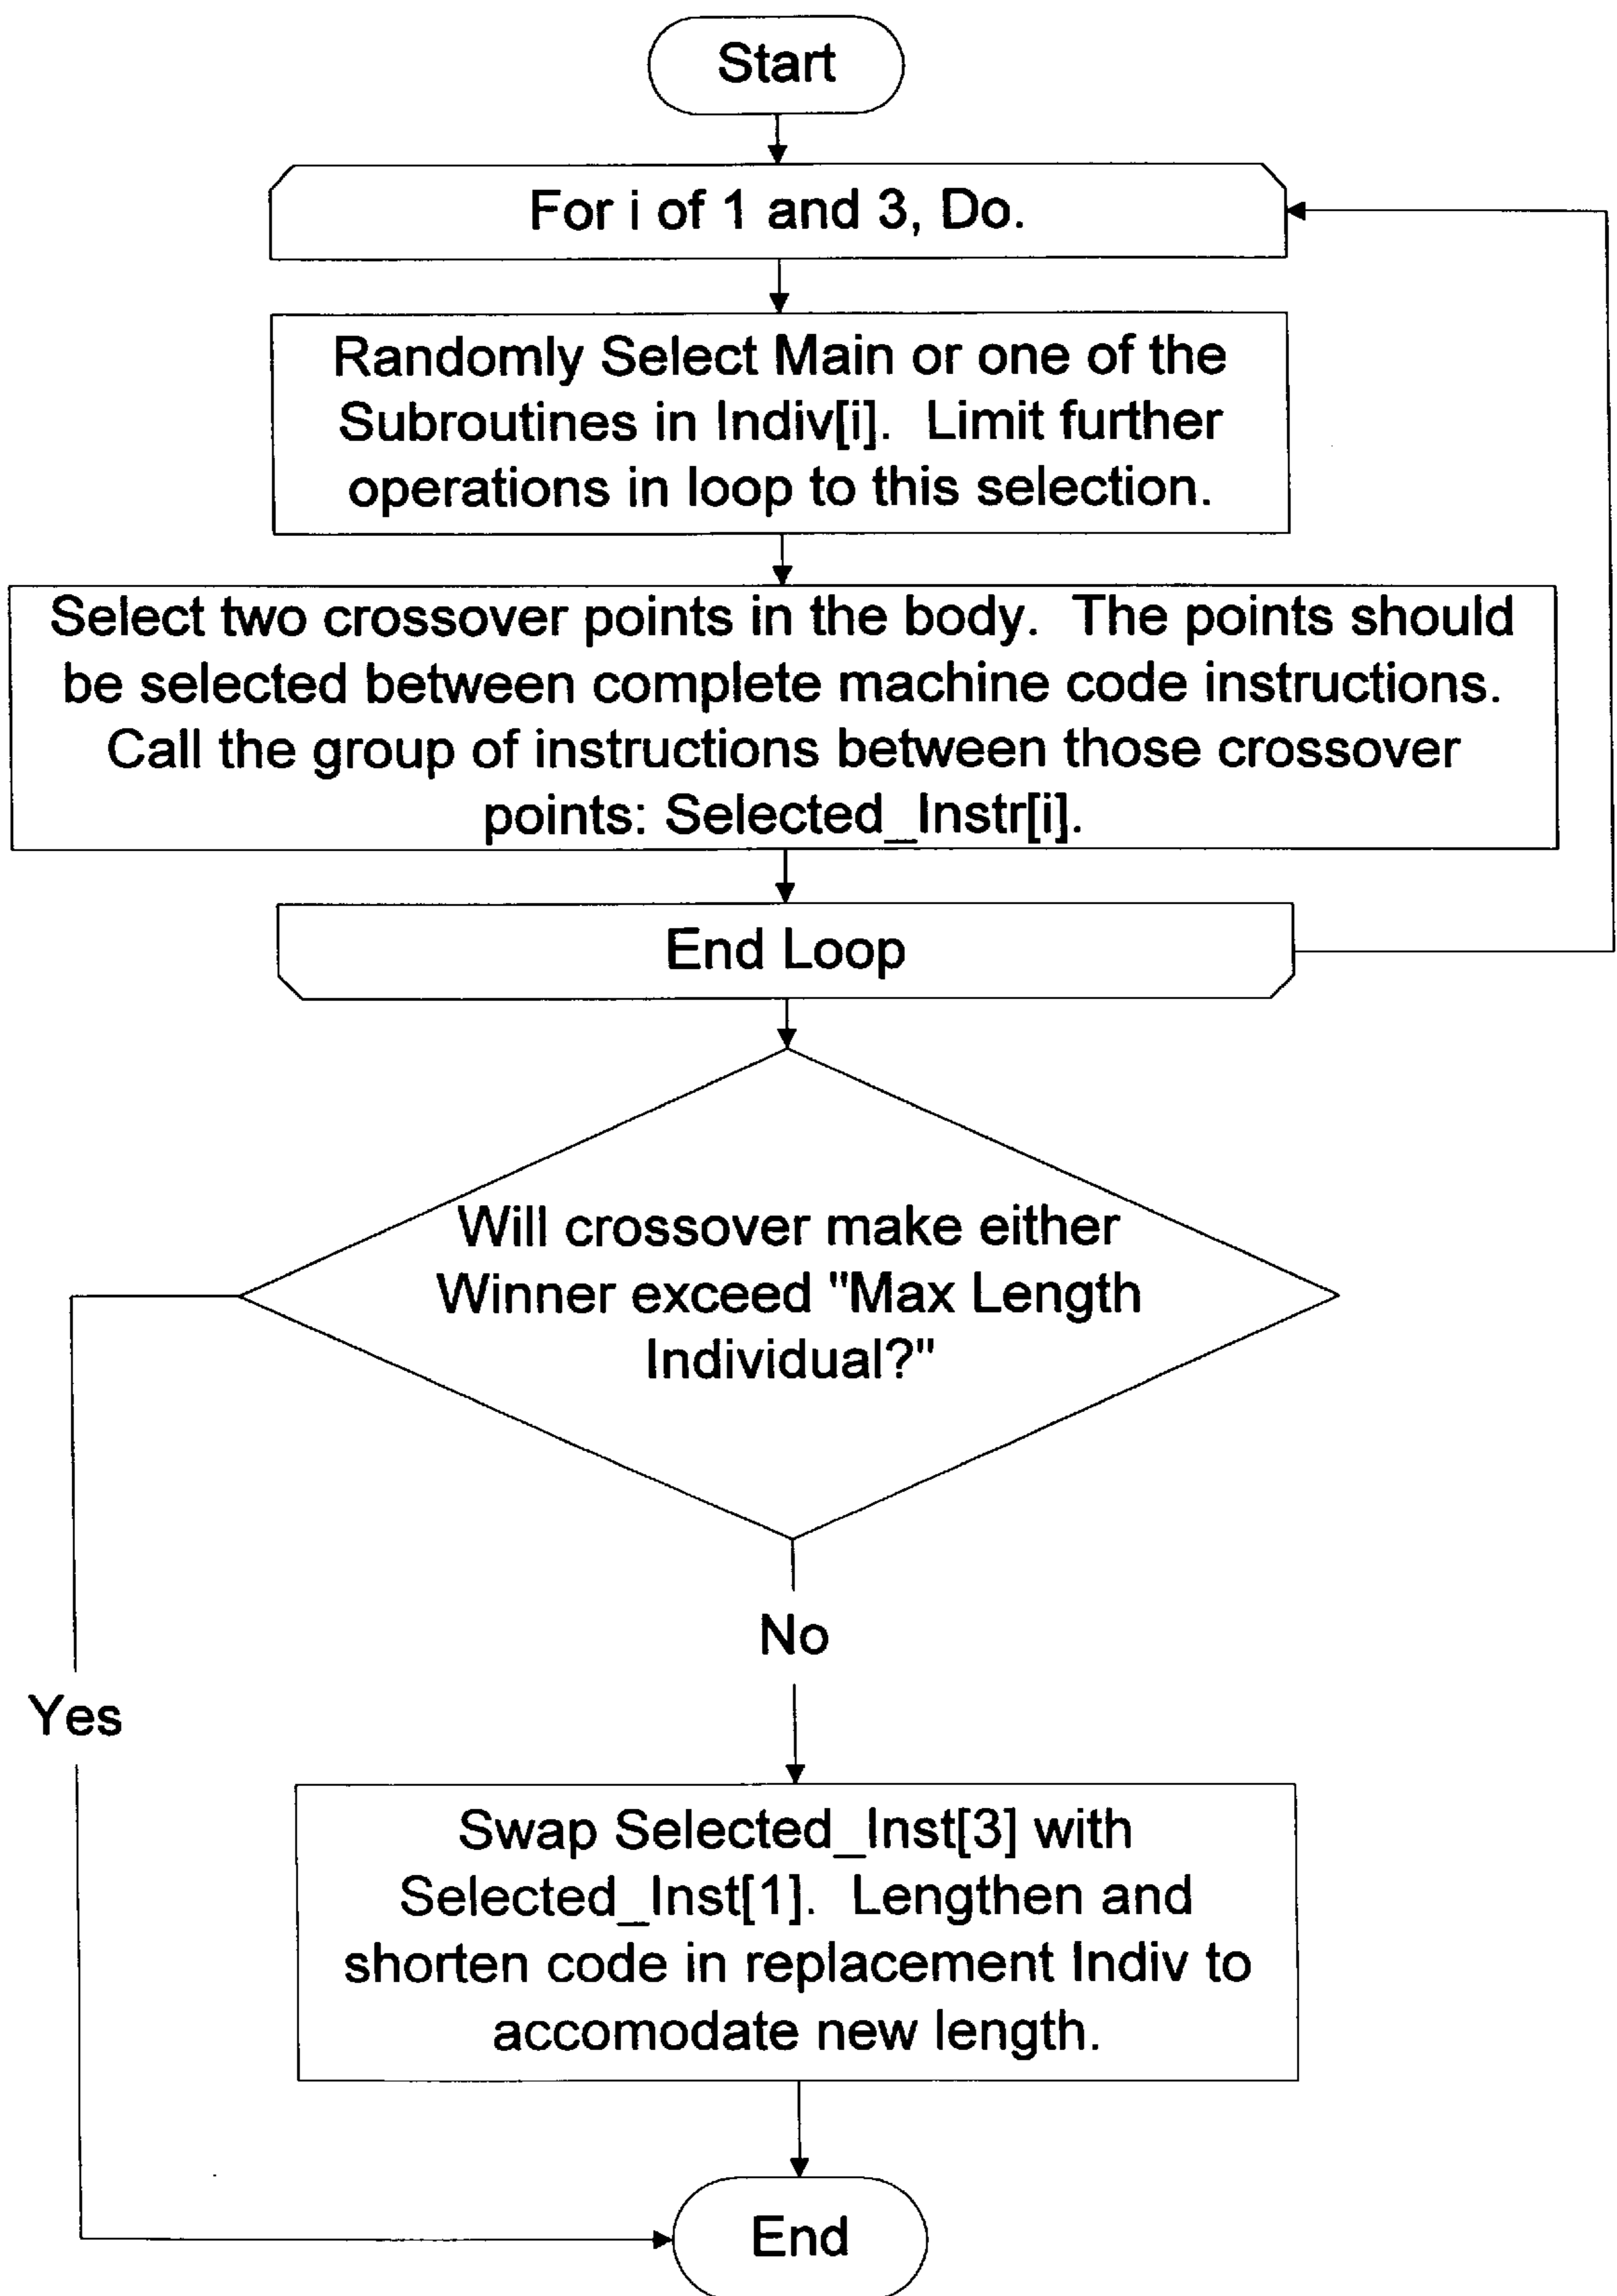 Start
For i of 1 and 3, Do.
Randomly Select Main or one of the
Subroutines in Indiv[i].  Limit further
operations in loop to this selection.
Select two crossover points in the body.  The points should
be selected between complete machine code instructions.
Call the group of instructions between those crossover
points: Selected_Instr[i].
End Loop
Will crossover make either
Winner exceed "Max Length
Individual?"
No
Yes
Swap Selected_Inst[3] with
Selected_Inst[1].  Lengthen and
shorten code in replacement Indiv to
accomodate new length.
End